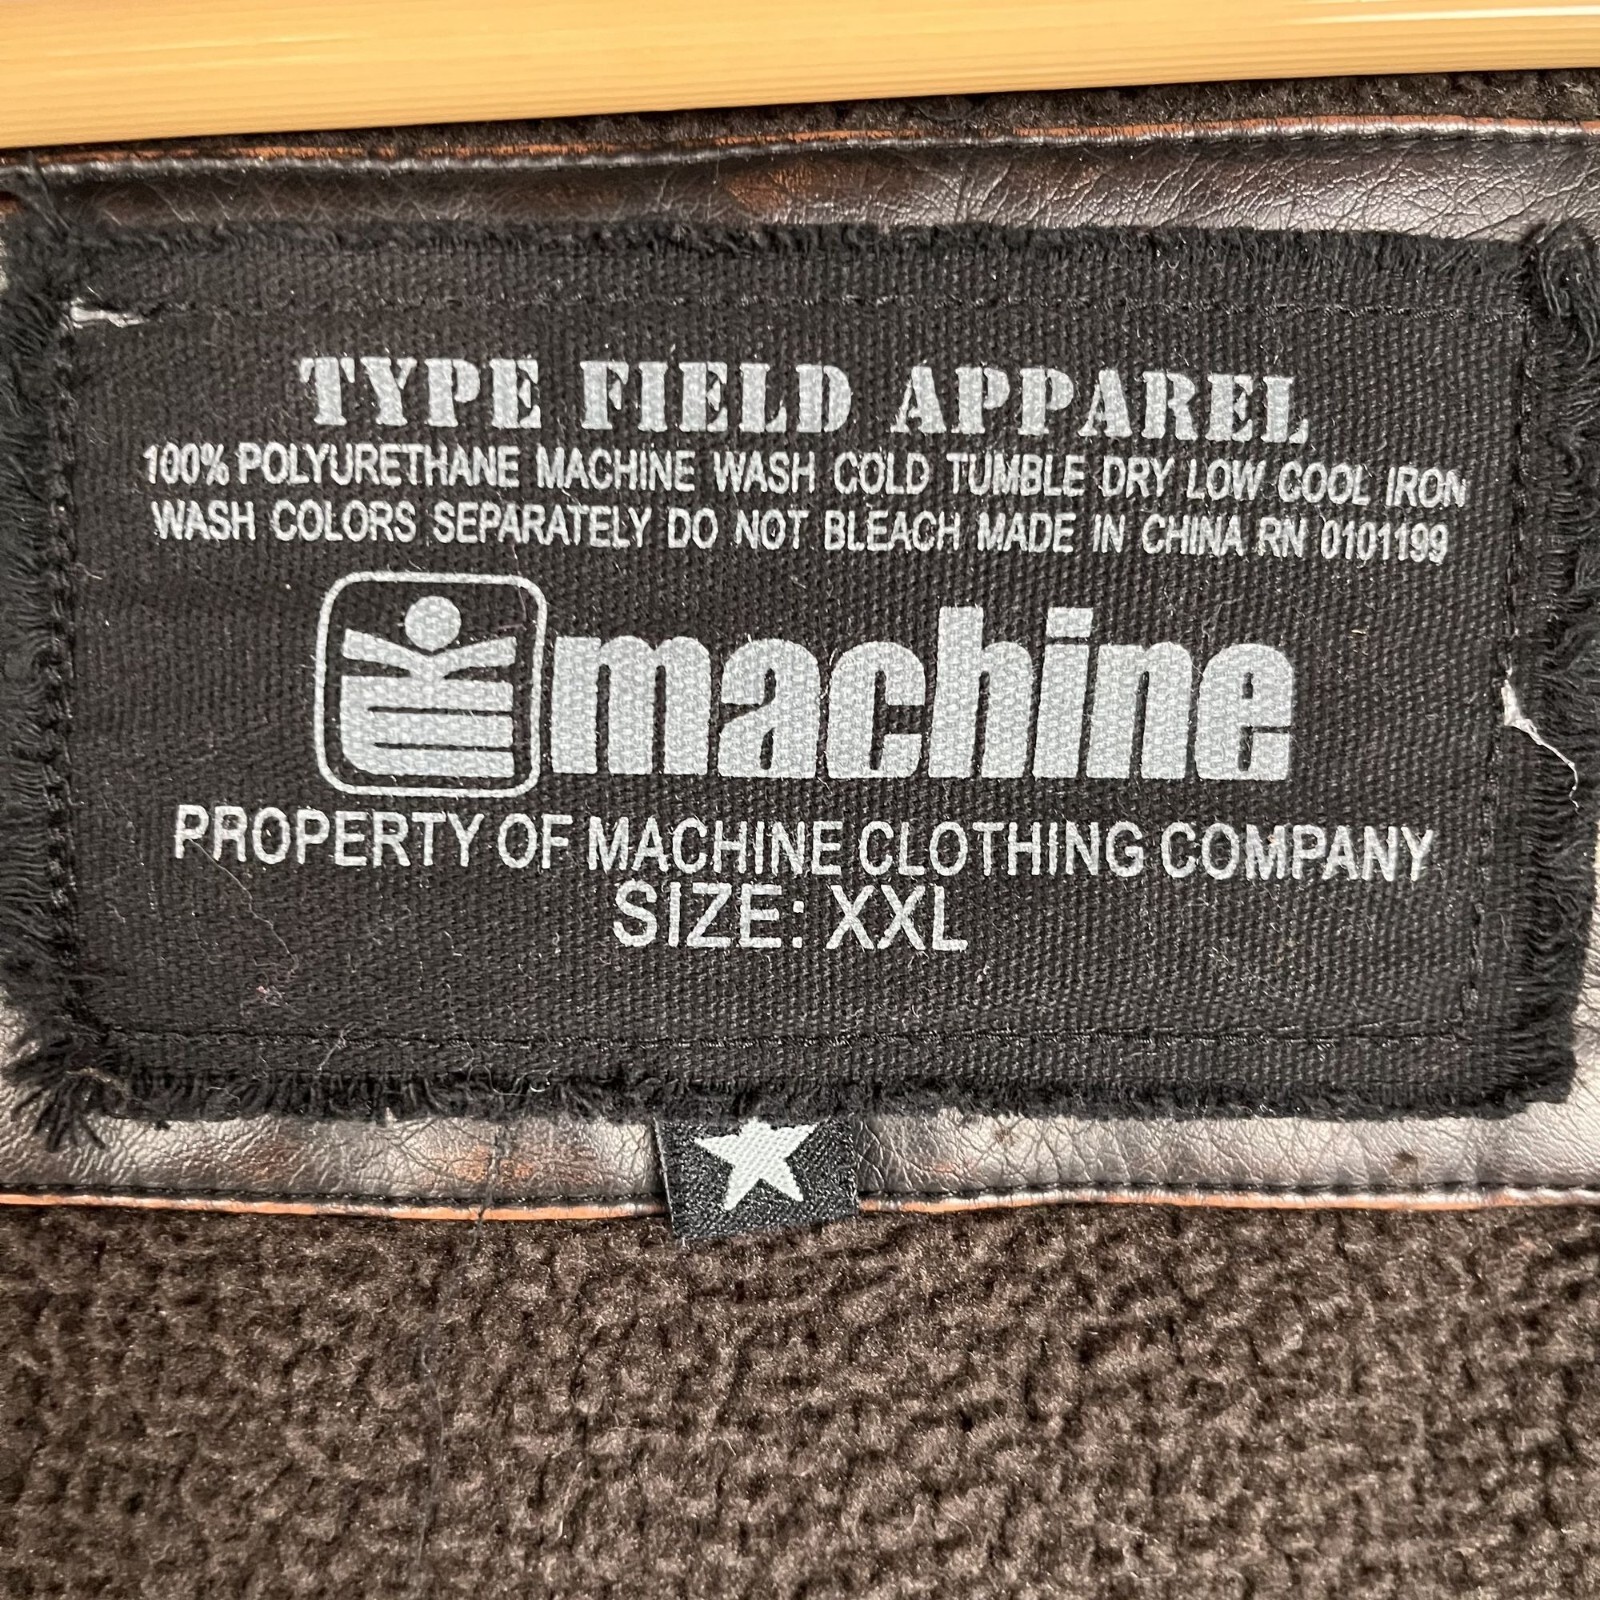 TYPE FIELD APPAREL
100% POLYURETHANE MACHINE WASH COLD TUMBLE DRY LOW COOL IRON
WASH COLORS SEPARATELY DO NOT BLEACH MADE IN CHINA RN 0101199
machine
PROPERTY OF MACHINE CLOTHING COMPANY
SIZE: XXL